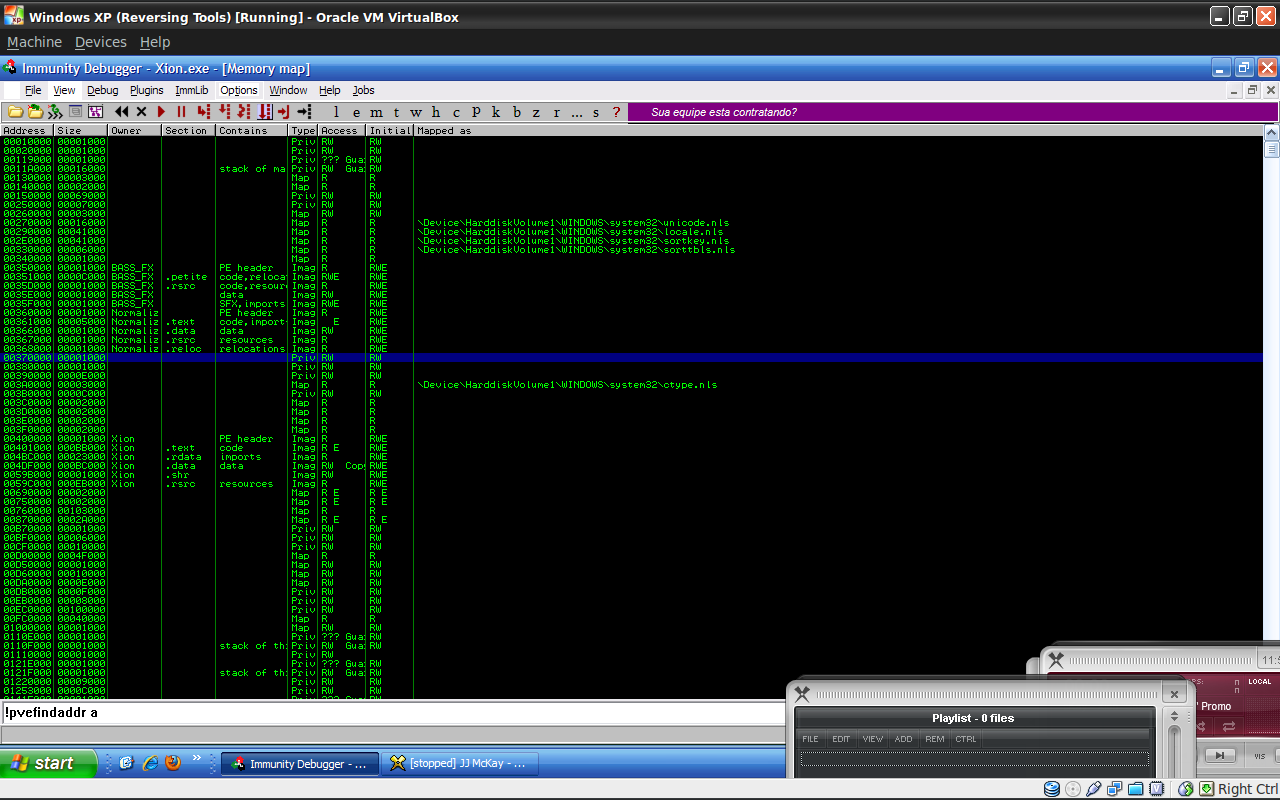 Windows XP (Reversing Tools) [Running] - Oracle VM VirtualBox
Machine Devices Help
Immunity Debugger - Xion.exe - [Memory map]
File View Debug Plugins ImmLib Options Window Help Jobs
l e m t w h c P k b z r ... s ? Sua equipe esta contratando?
Address Size Owner Section Contains Type Access Initial Mapped as
00010000 00001000 Priv RW RW
00020000 00001000 Priv RW RW
00119000 00001000 Priv ??? Gua RW
0011A000 00016000 stack of ma Priv RW Gua RW
00130000 00003000 Map R R
00140000 00002000 Map R R
00150000 00069000 Priv RW RW
00250000 00007000 Priv RW RW
00260000 00003000 Map RW RW
00270000 00016000 Map R R \Device\HarddiskVolume1\WINDOWS\system32\unicode.nls
00290000 00041000 Map R R \Device\HarddiskVolume1\WINDOWS\system32\locale.nls
002E0000 00041000 Map R R \Device\HarddiskVolume1\WINDOWS\system32\sortkey.nls
00330000 00006000 Map R R \Device\HarddiskVolume1\WINDOWS\system32\sorttbls.nls
00340000 00001000 Map R R
00350000 00001000 BASS_FX PE header Imag R RWE
00351000 0000C000 BASS_FX .petite code,reloca Imag RWE RWE
0035D000 00001000 BASS_FX .rsrc code,resour Imag R RWE
0035E000 00001000 BASS_FX data Imag RW RWE
0035F000 00001000 BASS_FX SFX,imports Imag RWE RWE
00360000 00001000 Normaliz PE header Imag R RWE
00361000 00005000 Normaliz .text code,import Imag E RWE
00366000 00001000 Normaliz .data data Imag RW RWE
00367000 00001000 Normaliz .rsrc resources Imag R RWE
00368000 00001000 Normaliz .reloc relocations Imag R RWE
00370000 00001000 Priv RW RW
00380000 00001000 Priv RW RW
00390000 0000E000 Priv RW RW
003A0000 00003000 Map R R \Device\HarddiskVolume1\WINDOWS\system32\ctype.nls
003B0000 0000C000 Priv RW RW
003C0000 00002000 Map R R
003D0000 00002000 Map R R
003E0000 00002000 Map R R
003F0000 00002000 Map R R
00400000 00001000 Xion PE header Imag R RWE
00401000 000BB000 Xion .text code Imag R E RWE
004BC000 00023000 Xion .rdata imports Imag R RWE
004DF000 000BC000 Xion .data data Imag RW Cop RWE
0059B000 00001000 Xion .shr Imag RW RWE
0059C000 000EB000 Xion .rsrc resources Imag R RWE
00690000 00002000 Map R E R E
00750000 00002000 Map R E R E
00760000 00103000 Map R R
00870000 0002A000 Map R E R E
00B70000 00001000 Priv RW RW
00BF0000 00006000 Priv RW RW
00CF0000 00010000 Priv RW RW
00D00000 0004F000 Map R R
00D50000 00001000 Map RW RW
00D60000 00010000 Map RW RW
00DA0000 0000E000 Map RW RW
00DB0000 0000F000 Priv RW RW
00EB0000 00008000 Priv RW RW
00EC0000 00100000 Priv RW RW
00FC0000 00040000 Map R R
01000000 00001000 Map RW RW
0110E000 00001000 Priv ??? Gua RW
0110F000 00001000 stack of th Priv RW Gua RW
01110000 00001000 Priv RW RW
0121E000 00001000 Priv ??? Gua RW
0121F000 00001000 stack of th Priv RW Gua RW
01220000 00009000 Priv RW RW
01253000 0000C000 Priv RW RW
!pvefindaddr a
11:
LOCAL
' Promo
VIS
Playlist - 0 files
FILE EDIT VIEW ADD REM CTRL
start
Immunity Debugger - ...
[stopped] JJ McKay - ...
Right Ctrl